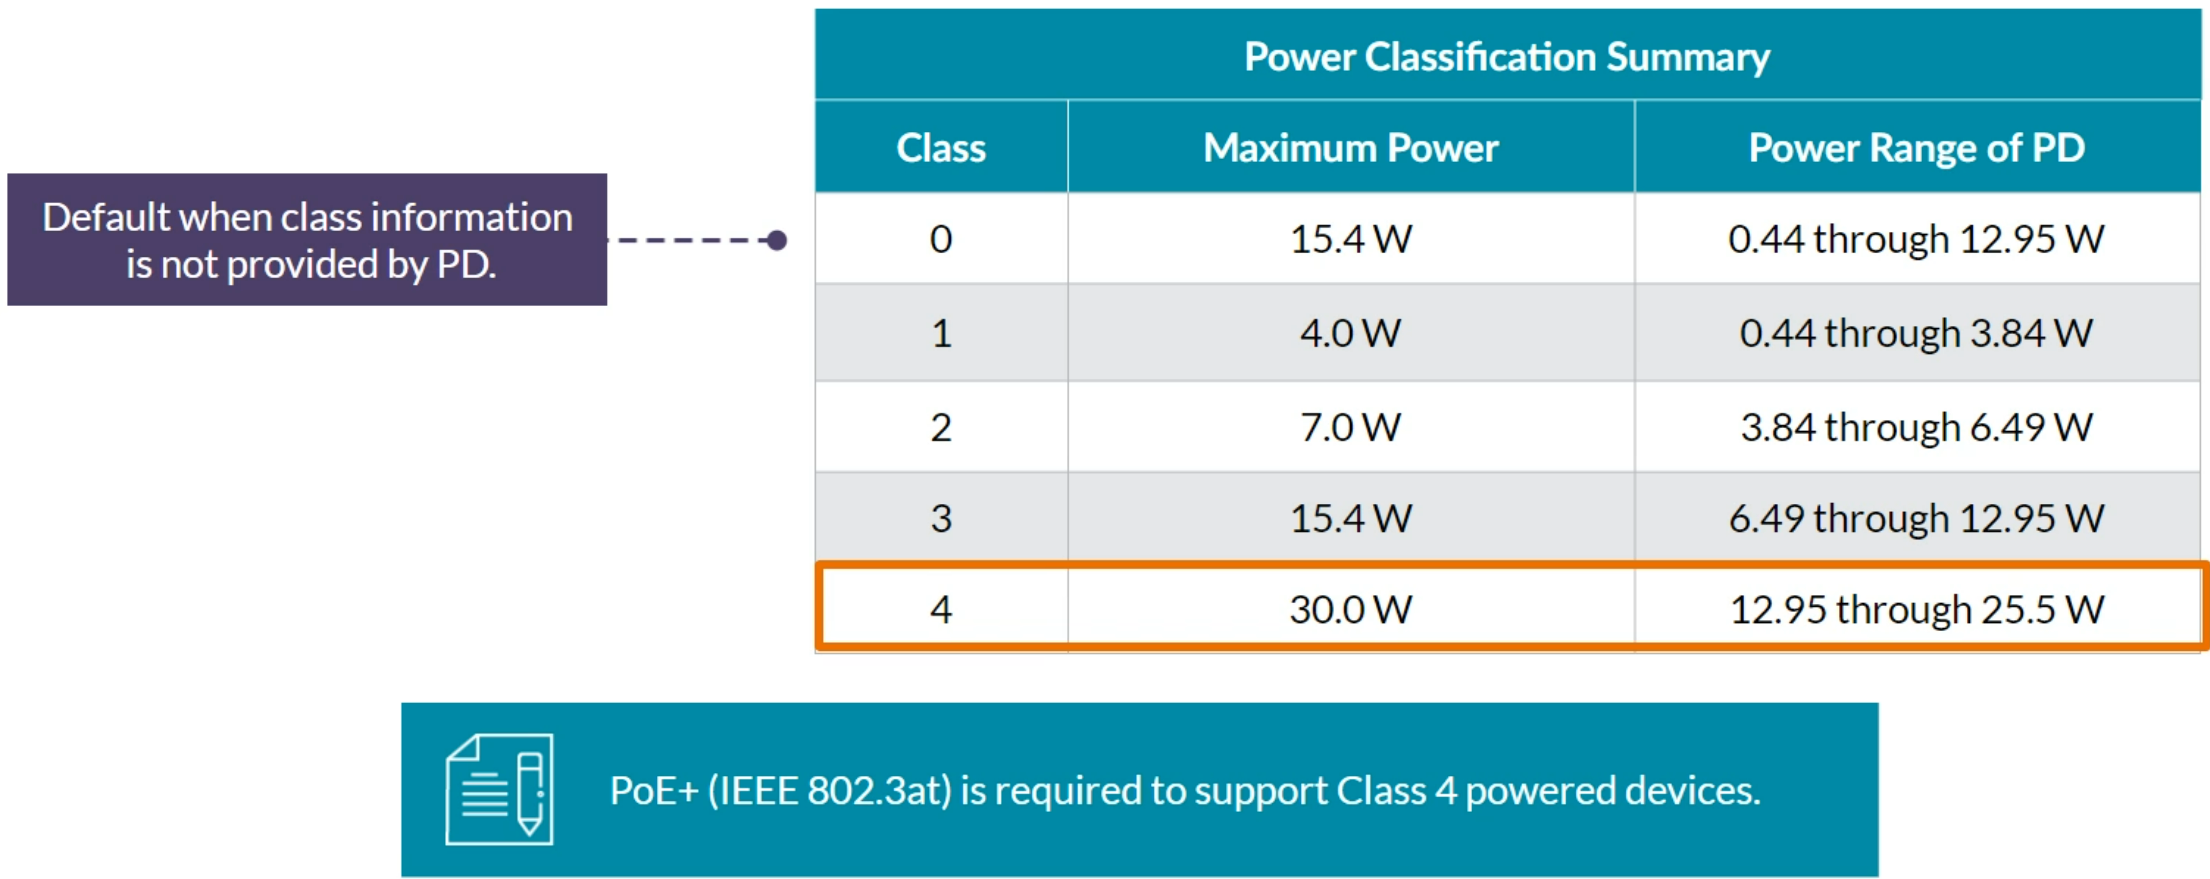 Power Classification Summary
Class Maximum Power Power Range of PD
Default when class information
is not provided by PD.
0 15.4 W 0.44 through 12.95 W
1 4.0 W 0.44 through 3.84 W
2 7.0 W 3.84 through 6.49 W
3 15.4 W 6.49 through 12.95 W
4 30.0 W 12.95 through 25.5 W
PoE+ (IEEE 802.3at) is required to support Class 4 powered devices.